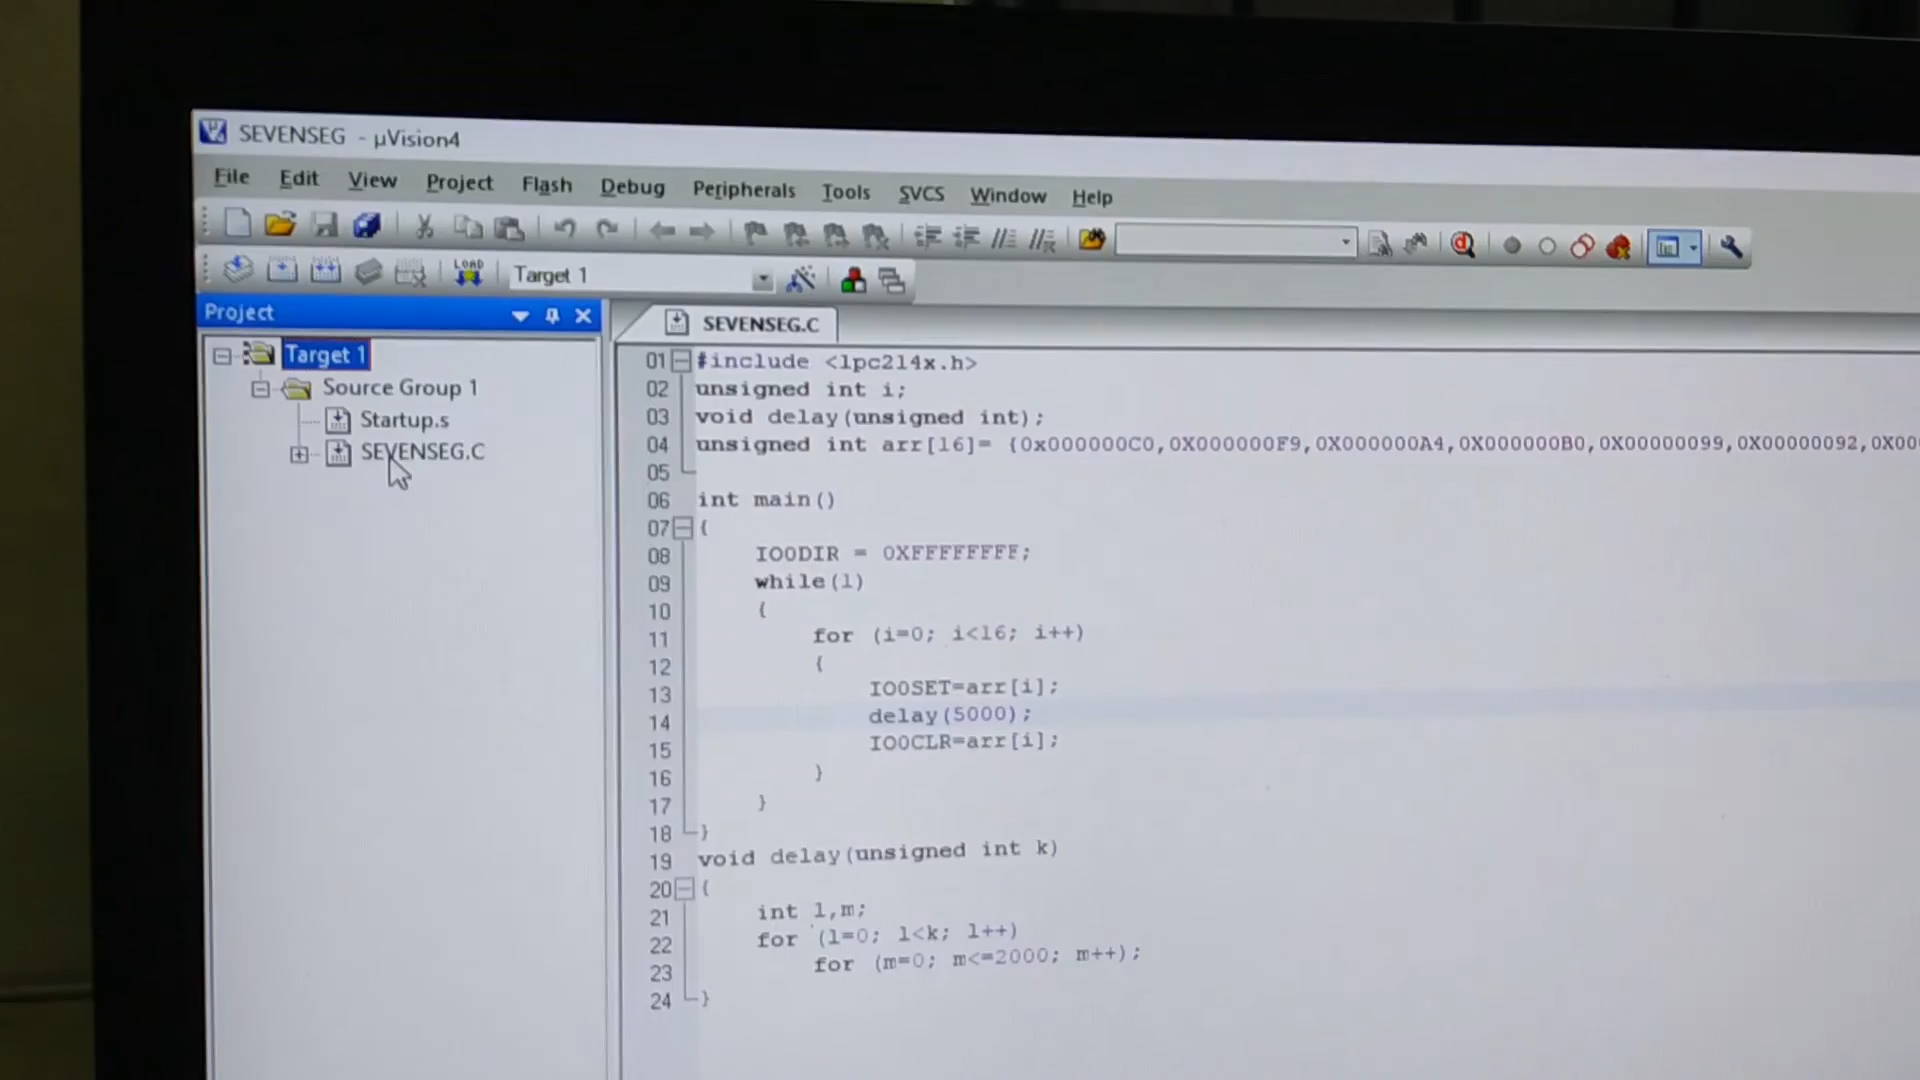 SEVENSEG - µVision4
File Edit View Project Flash Debug Peripherals Tools SVCS Window Help
LOAD Target 1
Project
SEVENSEG.C
Target 1
Source Group 1
Startup.s
SEVENSEG.C
01 #include <lpc214x.h>
02 unsigned int i;
03 void delay(unsigned int);
04 unsigned int arr[16]= {0x000000C0,0X000000F9,0X000000A4,0X000000B0,0X00000099,0X00000092,0X00
05
06 int main()
07 {
08 IO0DIR = 0XFFFFFFFF;
09 while(1)
10 {
11 for (i=0; i<16; i++)
12 {
13 IO0SET=arr[i];
14 delay(5000);
15 IO0CLR=arr[i];
16 }
17 }
18 }
19 void delay(unsigned int k)
20 {
21 int l,m;
22 for (l=0; l<k; l++)
23 for (m=0; m<=2000; m++);
24 }